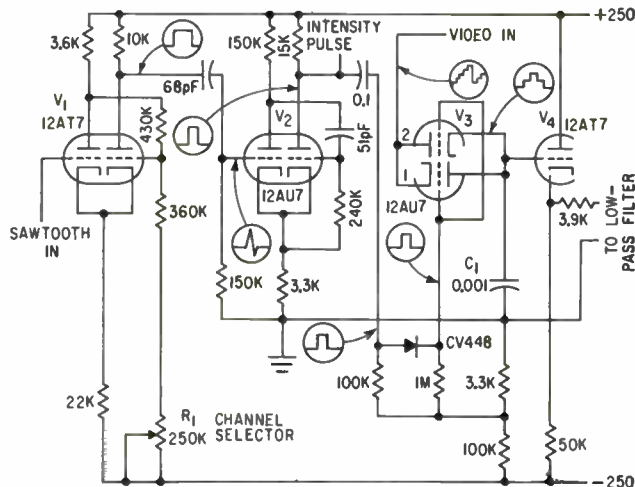 +250
3.6K
10K
150K
15K
INTENSITY
PULSE
VIDEO IN
68pF
0.1
V1
12AT7
V2
12AU7
V3
12AU7
V4
12AT7
430K
51pF
2
1
SAWTOOTH
IN
360K
240K
3.9K
TO LOW-
PASS FILTER
150K
3.3K
C1
0.001
CV448
22K
R1
250K
CHANNEL
SELECTOR
100K
1M
3.3K
100K
50K
-250